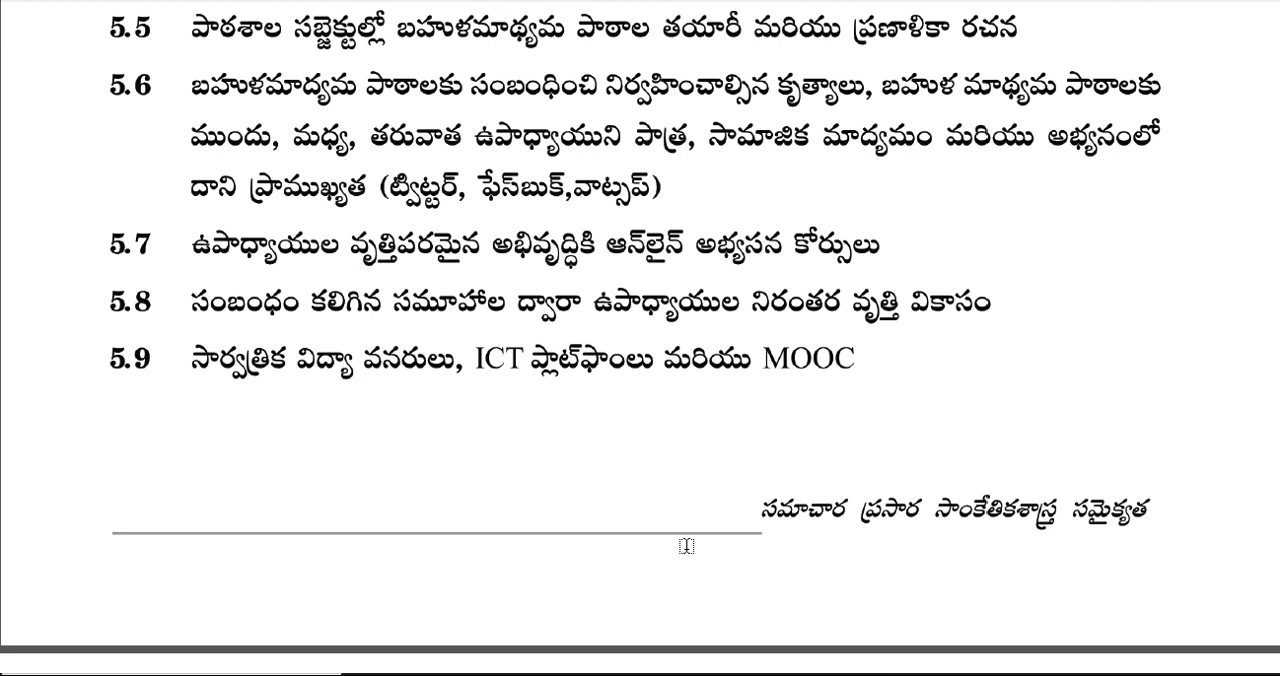 5.5 పాఠశాల సబ్జెక్టుల్లో బహుళమాథ్యమ పాఠాల తయారీ మరియు ప్రణాళికా రచన
5.6 బహుళమాద్యమ పాఠాలకు సంబంధించి నిర్వహించాల్సిన కృత్యాలు, బహుళ మాథ్యమ పాఠాలకు
ముందు, మధ్య, తరువాత ఉపాధ్యాయుని పాత్ర, సామాజిక మాద్యమం మరియు అభ్యనంలో
దాని ప్రాముఖ్యత (ట్విట్టర్, ఫేస్‌బుక్,వాట్సప్)
5.7 ఉపాధ్యాయుల వృత్తిపరమైన అభివృద్ధికి ఆన్‌లైన్ అభ్యసన కోర్సులు
5.8 సంబంధం కలిగిన సమూహాల ద్వారా ఉపాధ్యాయుల నిరంతర వృత్తి వికాసం
5.9 సార్వత్రిక విద్యా వనరులు, ICT ప్లాట్‌ఫాంలు మరియు MOOC
సమాచార ప్రసార సాంకేతికశాస్త్ర సమైక్యత